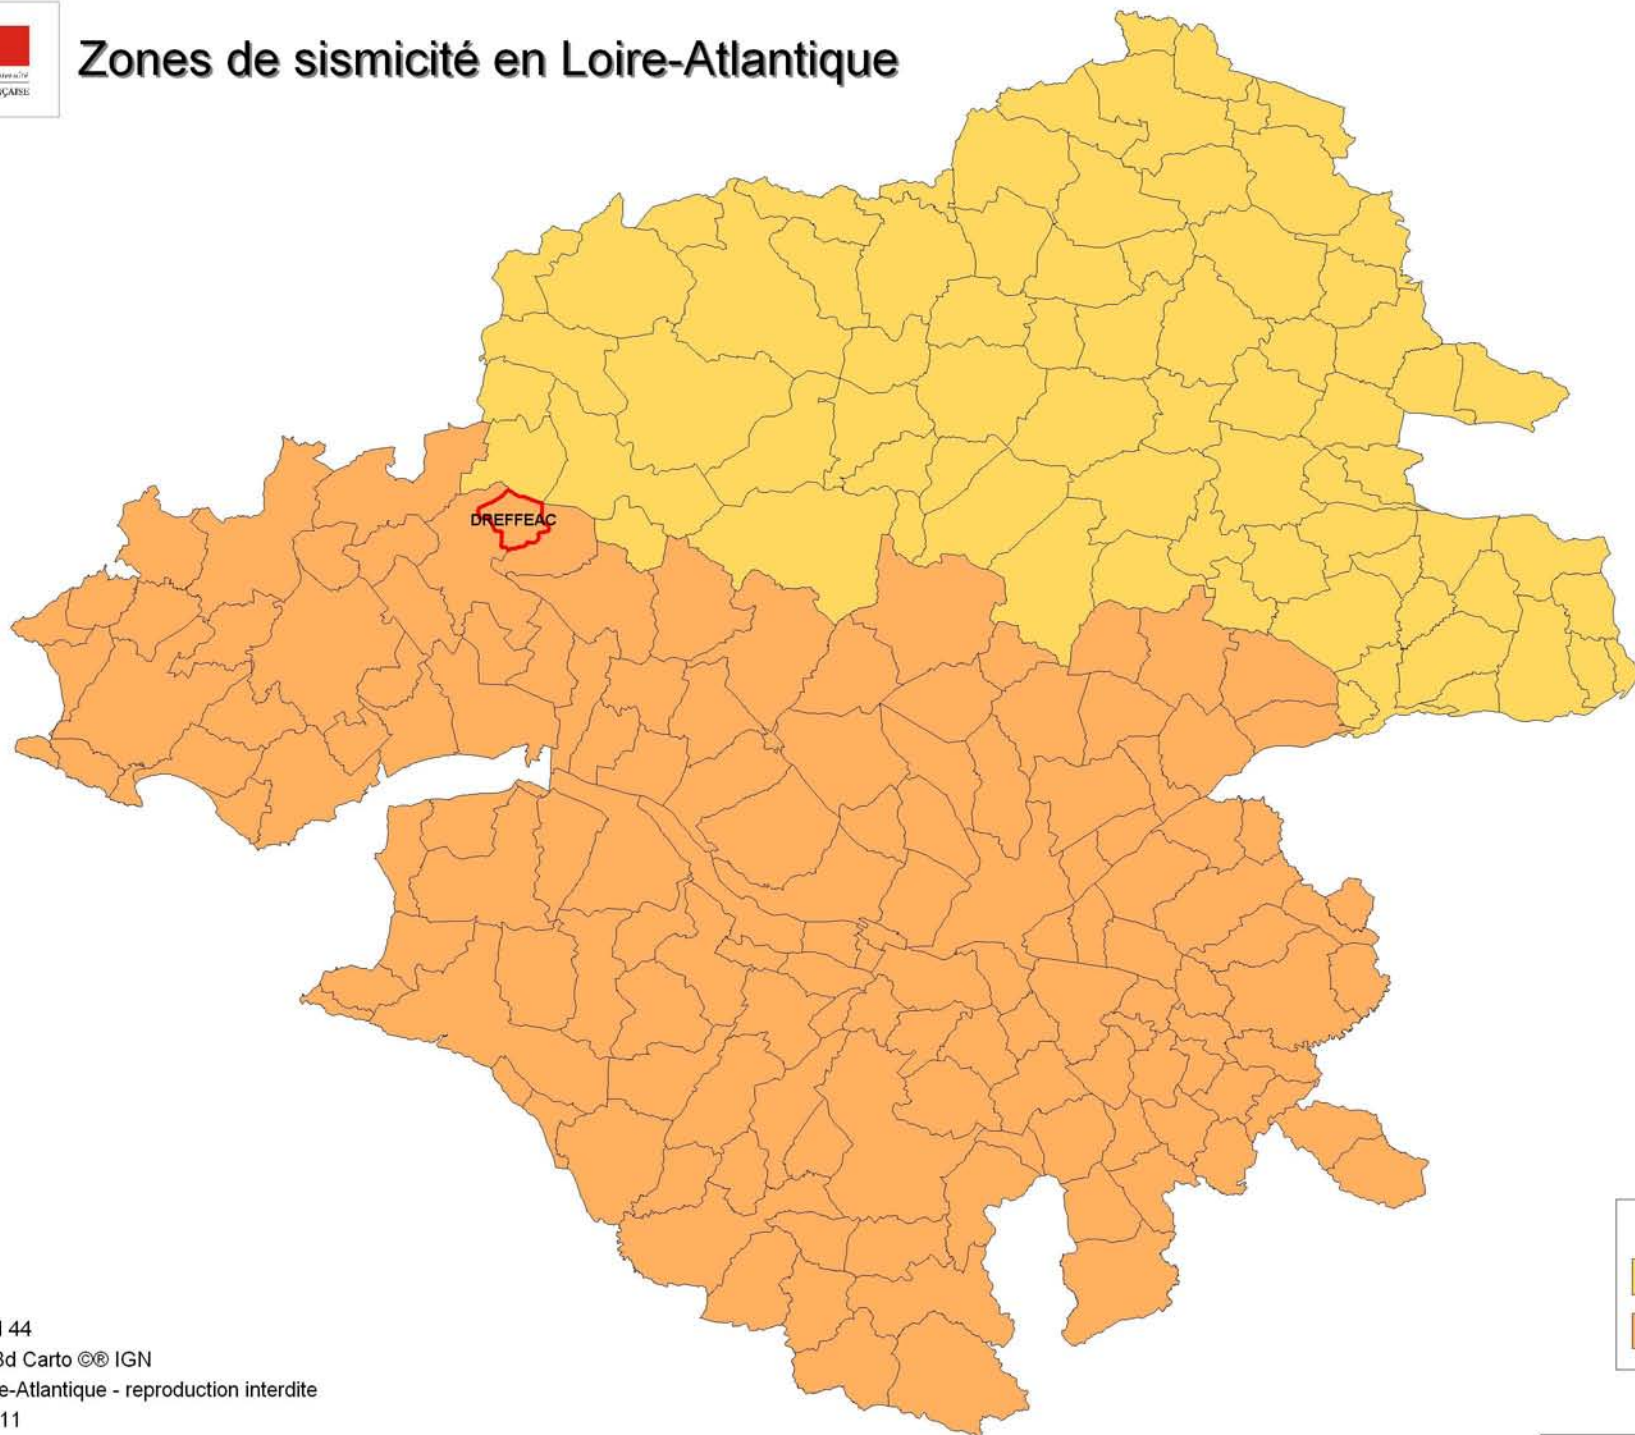 Zones de sismicité en Loire-Atlantique
DREFFEAC
44
3d Carto ©® IGN
e-Atlantique - reproduction interdite
11